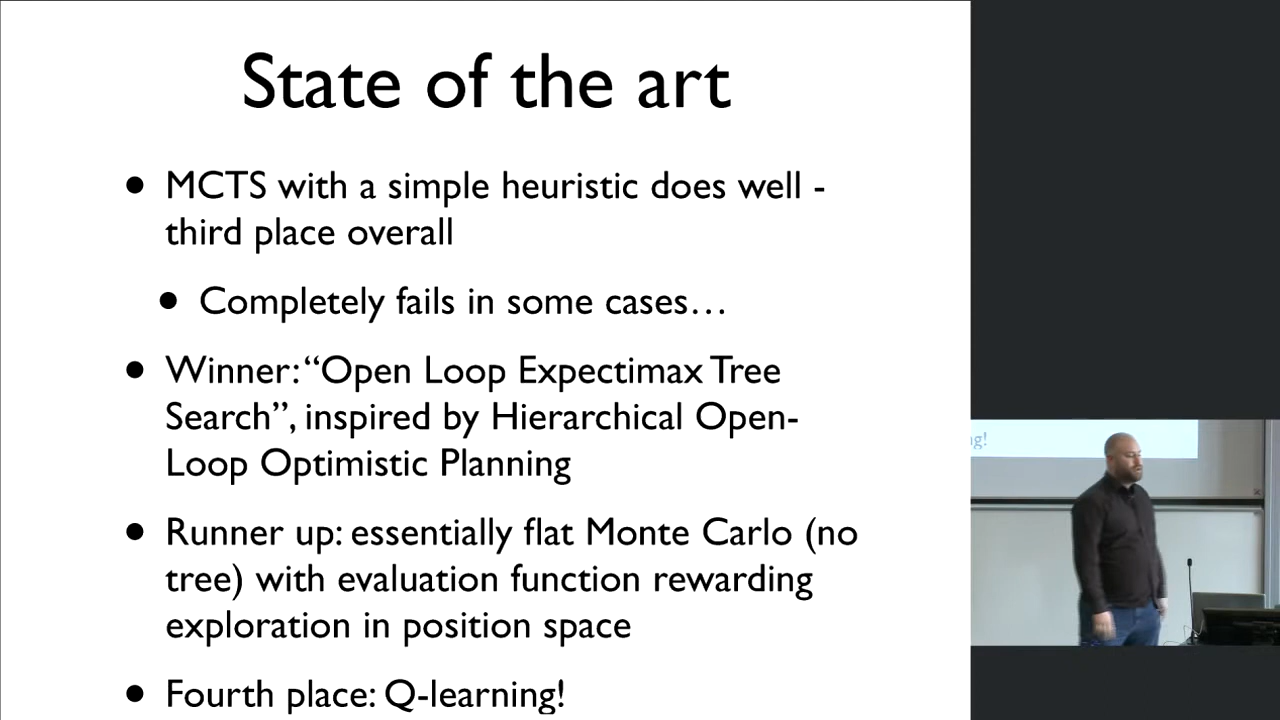 State of the art
• MCTS with a simple heuristic does well -
third place overall
• Completely fails in some cases…
• Winner: “Open Loop Expectimax Tree
Search”, inspired by Hierarchical Open-
Loop Optimistic Planning
• Runner up: essentially flat Monte Carlo (no
tree) with evaluation function rewarding
exploration in position space
• Fourth place: Q-learning!
g!